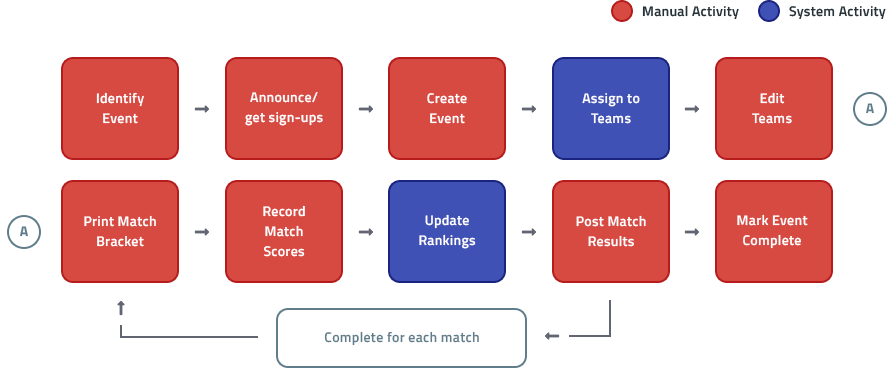 Manual Activity
System Activity
Identify
Event
Announce/
get sign-ups
Create
Event
Assign to
Teams
Edit
Teams
A
A
Print Match
Bracket
Record
Match
Scores
Update
Rankings
Post Match
Results
Mark Event
Complete
Complete for each match